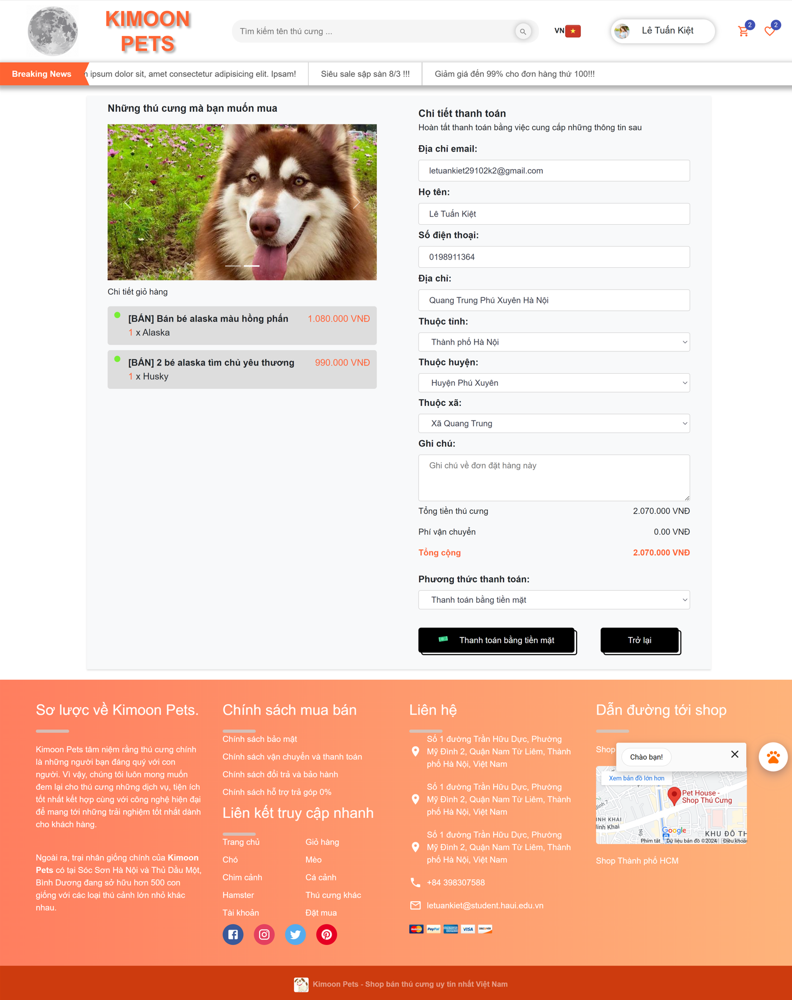 KIMOON
PETS
Tìm kiếm tên thú cưng ...
VN
Lê Tuấn Kiệt
2
2
Breaking News
ipsum dolor sit, amet consectetur adipisicing elit. Ipsam!
Siêu sale sập sàn 8/3 !!!
Giảm giá đến 99% cho đơn hàng thứ 100!!!
Những thú cưng mà bạn muốn mua
Chi tiết giỏ hàng
[BÁN] Bán bé alaska màu hồng phấn 1.080.000 VNĐ
1 x Alaska
[BÁN] 2 bé alaska tìm chủ yêu thương 990.000 VNĐ
1 x Husky
Chi tiết thanh toán
Hoàn tất thanh toán bằng việc cung cấp những thông tin sau
Địa chỉ email:
letuankiet29102k2@gmail.com
Họ tên:
Lê Tuấn Kiệt
Số điện thoại:
0198911364
Địa chỉ:
Quang Trung Phú Xuyên Hà Nội
Thuộc tỉnh:
Thành phố Hà Nội
Thuộc huyện:
Huyện Phú Xuyên
Thuộc xã:
Xã Quang Trung
Ghi chú:
Ghi chú về đơn đặt hàng này
Tổng tiền thú cưng 2.070.000 VNĐ
Phí vận chuyển 0.00 VNĐ
Tổng cộng 2.070.000 VNĐ
Phương thức thanh toán:
Thanh toán bằng tiền mặt
Thanh toán bằng tiền mặt
Trở lại
Sơ lược về Kimoon Pets.
Kimoon Pets tâm niệm rằng thú cưng chính
là những người bạn đáng quý với con
người. Vì vậy, chúng tôi luôn mong muốn
đem lại cho thú cưng những dịch vụ, tiện ích
tốt nhất kết hợp cùng với công nghệ hiện đại
để mang tới những trải nghiệm tốt nhất dành
cho khách hàng.
Ngoài ra, trại nhân giống chính của Kimoon
Pets có tại Sóc Sơn Hà Nội và Thủ Dầu Một,
Bình Dương đang sở hữu hơn 500 con
giống với các loại thú cảnh lớn nhỏ khác
nhau.
Chính sách mua bán
Chính sách bảo mật
Chính sách vận chuyển và thanh toán
Chính sách đổi trả và bảo hành
Chính sách hỗ trợ trả góp 0%
Liên kết truy cập nhanh
Trang chủ Giỏ hàng
Chó Mèo
Chim cảnh Cá cảnh
Hamster Thú cưng khác
Tài khoản Đặt mua
Liên hệ
Số 1 đường Trần Hữu Dực, Phường
Mỹ Đình 2, Quận Nam Từ Liêm, Thành
phố Hà Nội, Việt Nam
Số 1 đường Trần Hữu Dực, Phường
Mỹ Đình 2, Quận Nam Từ Liêm, Thành
phố Hà Nội, Việt Nam
Số 1 đường Trần Hữu Dực, Phường
Mỹ Đình 2, Quận Nam Từ Liêm, Thành
phố Hà Nội, Việt Nam
+84 398307588
letuankiet@student.haui.edu.vn
MasterCard PayPal AMERICAN EXPRESS VISA DISCOVER
Dẫn đường tới shop
Shop
Chào bạn!
Xem bản đồ lớn hơn
Pet House -
Shop Thú Cưng
INH KHAI
Minh Khai
Google
KHU ĐÔ TH
Phím tắt Dữ liệu bản đồ ©2024 Điều khoả
Shop Thành phố HCM
Kimoon Pets - Shop bán thú cưng uy tín nhất Việt Nam